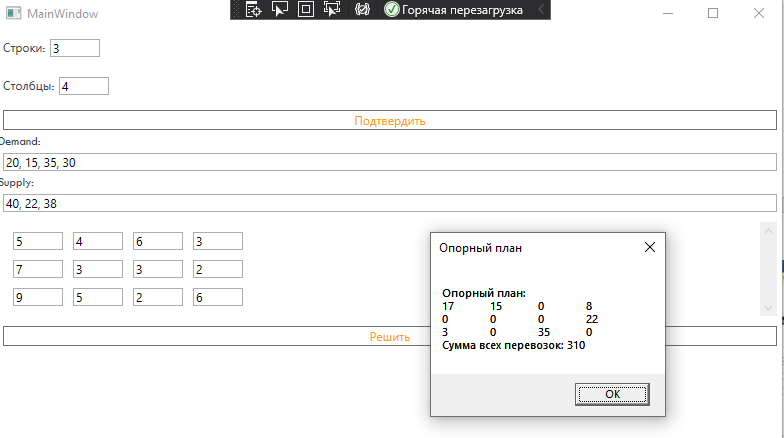 MainWindow
Горячая перезагрузка
Строки: 3
Столбцы: 4
Подтвердить
Demand:
20, 15, 35, 30
Supply:
40, 22, 38
5 4 6 3
7 3 3 2
9 5 2 6
Решить
Опорный план
Опорный план:
17 15 0 8
0 0 0 22
3 0 35 0
Сумма всех перевозок: 310
OK